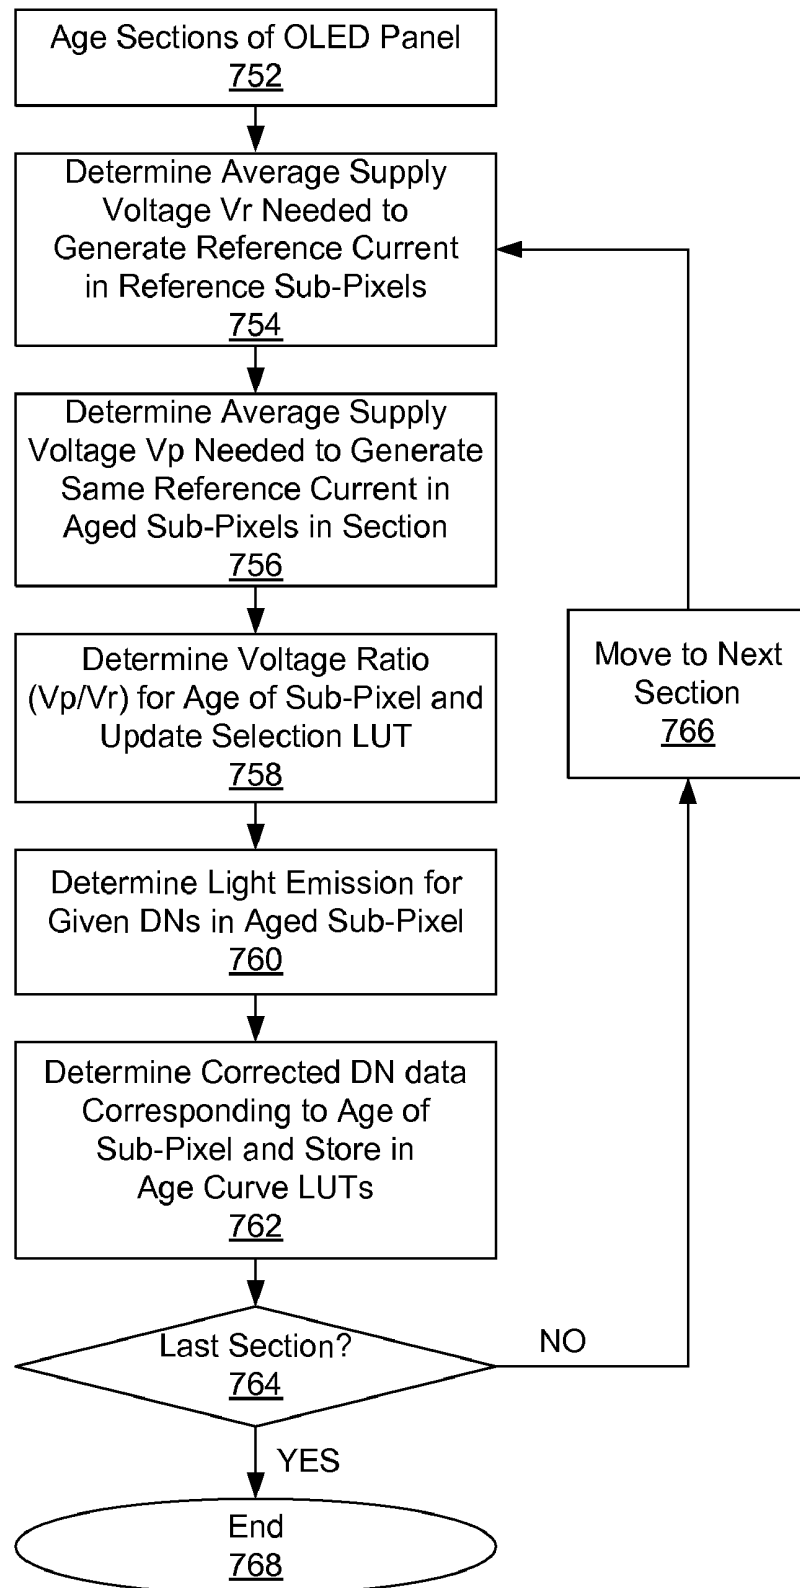 Age Sections of OLED Panel
752
Determine Average Supply
Voltage Vr Needed to
Generate Reference Current
in Reference Sub-Pixels
754
Determine Average Supply
Voltage Vp Needed to Generate
Same Reference Current in
Aged Sub-Pixels in Section
756
Determine Voltage Ratio
(Vp/Vr) for Age of Sub-Pixel and
Update Selection LUT
758
Determine Light Emission for
Given DNs in Aged Sub-Pixel
760
Determine Corrected DN data
Corresponding to Age of
Sub-Pixel and Store in
Age Curve LUTs
762
Last Section?
764
NO
Move to Next
Section
766
YES
End
768